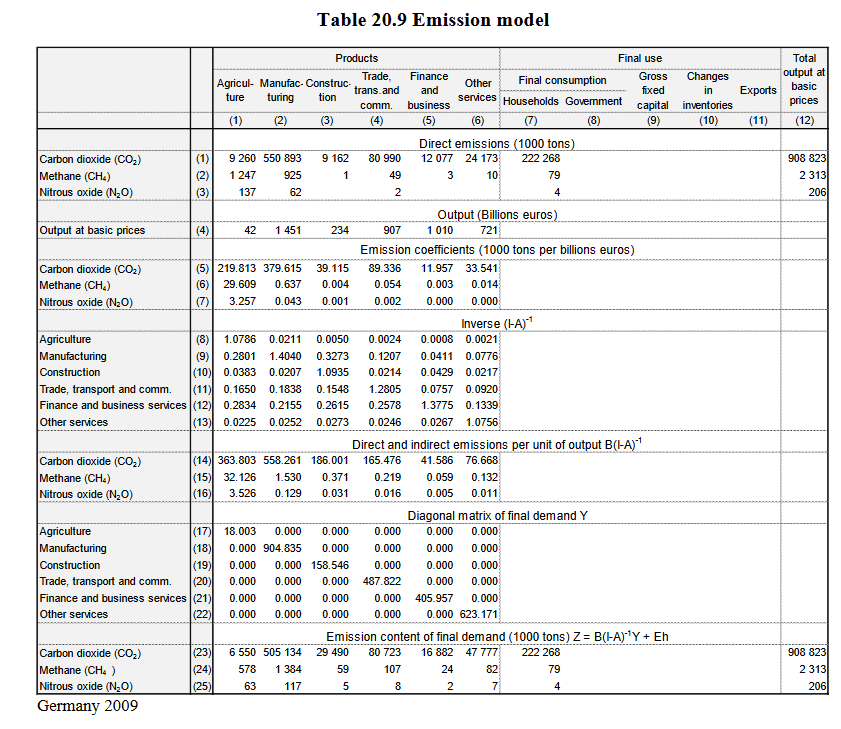 Table 20.9 Emission model
Products Final use Total output at basic prices
Agricul-ture Manufac-turing Construc-tion Trade, trans.and comm. Finance and business Other services Final consumption Households Government Gross fixed capital Changes in inventories Exports
(1) (2) (3) (4) (5) (6) (7) (8) (9) (10) (11) (12)
Direct emissions (1000 tons)
Carbon dioxide (CO₂) (1) 9 260 550 893 9 162 80 990 12 077 24 173 222 268 908 823
Methane (CH₄) (2) 1 247 925 1 49 3 10 79 2 313
Nitrous oxide (N₂O) (3) 137 62 2 4 206
Output (Billions euros)
Output at basic prices (4) 42 1 451 234 907 1 010 721
Emission coefficients (1000 tons per billions euros)
Carbon dioxide (CO₂) (5) 219.813 379.615 39.115 89.336 11.957 33.541
Methane (CH₄) (6) 29.609 0.637 0.004 0.054 0.003 0.014
Nitrous oxide (N₂O) (7) 3.257 0.043 0.001 0.002 0.000 0.000
Inverse (I-A)⁻¹
Agriculture (8) 1.0786 0.0211 0.0050 0.0024 0.0008 0.0021
Manufacturing (9) 0.2801 1.4040 0.3273 0.1207 0.0411 0.0776
Construction (10) 0.0383 0.0207 1.0935 0.0214 0.0429 0.0217
Trade, transport and comm. (11) 0.1650 0.1838 0.1548 1.2805 0.0757 0.0920
Finance and business services (12) 0.2834 0.2155 0.2615 0.2578 1.3775 0.1339
Other services (13) 0.0225 0.0252 0.0273 0.0246 0.0267 1.0756
Direct and indirect emissions per unit of output B(I-A)⁻¹
Carbon dioxide (CO₂) (14) 363.803 558.261 186.001 165.476 41.586 76.668
Methane (CH₄) (15) 32.126 1.530 0.371 0.219 0.059 0.132
Nitrous oxide (N₂O) (16) 3.526 0.129 0.031 0.016 0.005 0.011
Diagonal matrix of final demand Y
Agriculture (17) 18.003 0.000 0.000 0.000 0.000 0.000
Manufacturing (18) 0.000 904.835 0.000 0.000 0.000 0.000
Construction (19) 0.000 0.000 158.546 0.000 0.000 0.000
Trade, transport and comm. (20) 0.000 0.000 0.000 487.822 0.000 0.000
Finance and business services (21) 0.000 0.000 0.000 0.000 405.957 0.000
Other services (22) 0.000 0.000 0.000 0.000 0.000 623.171
Emission content of final demand (1000 tons) Z = B(I-A)⁻¹Y + Eh
Carbon dioxide (CO₂) (23) 6 550 505 134 29 490 80 723 16 882 47 777 222 268 908 823
Methane (CH₄ ) (24) 578 1 384 59 107 24 82 79 2 313
Nitrous oxide (N₂O) (25) 63 117 5 8 2 7 4 206
Germany 2009